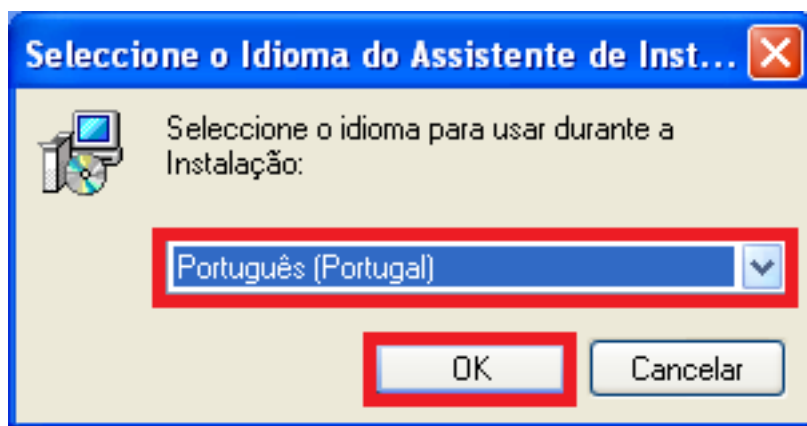 Seleccione o Idioma do Assistente de Inst...
Seleccione o idioma para usar durante a
Instalação:
Português (Portugal)
OK
Cancelar